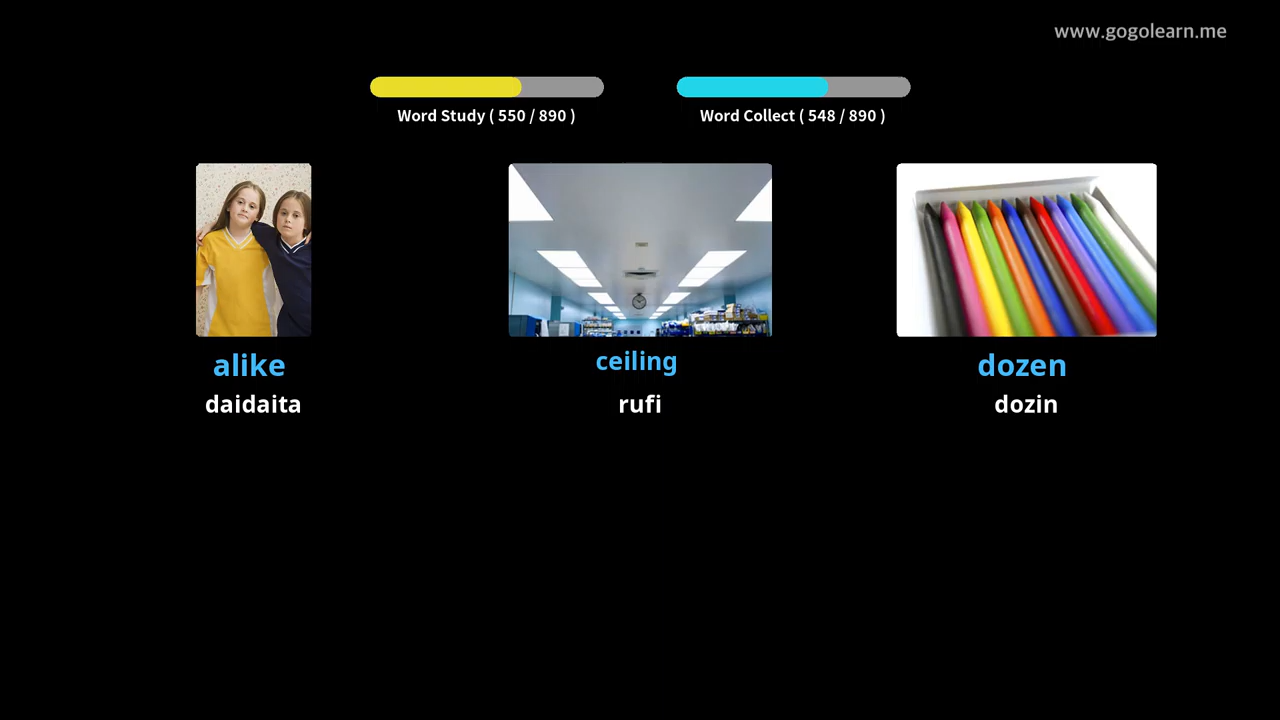 www.gogolearn.me
Word Study ( 550 / 890 )
Word Collect ( 548 / 890 )
alike
ceiling
dozen
daidaita
rufi
dozin